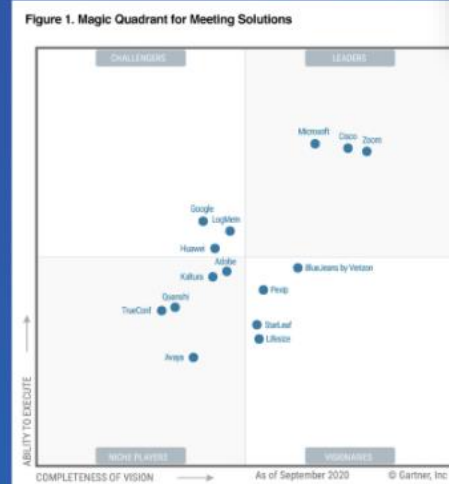 Figure 1. Magic Quadrant for Meeting Solutions
CHALLENGERS
LEADERS
Microsoft
Cisco
Zoom
Google
LogMeIn
Huawei
Adobe
Kaltura
BlueJeans by Verizon
Pexip
Quanshi
TrueConf
StarLeaf
Lifesize
Avaya
ABILITY TO EXECUTE
NICHE PLAYERS
VISIONARIES
COMPLETENESS OF VISION
As of September 2020
© Gartner, Inc